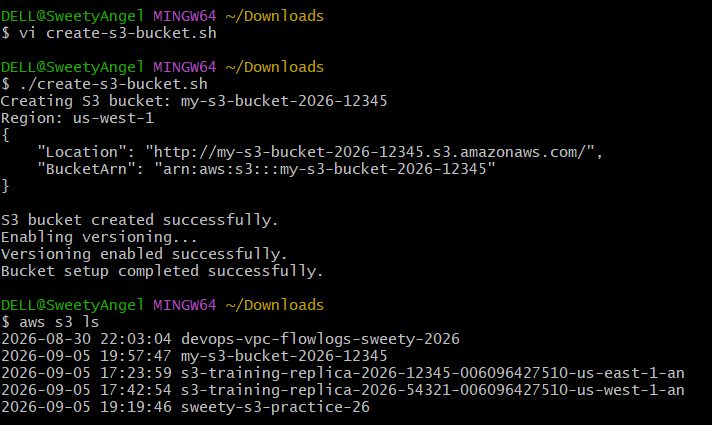 DELL@SweetyAngel MINGW64 ~/Downloads
$ vi create-s3-bucket.sh
DELL@SweetyAngel MINGW64 ~/Downloads
$ ./create-s3-bucket.sh
Creating S3 bucket: my-s3-bucket-2026-12345
Region: us-west-1
{
    "Location": "http://my-s3-bucket-2026-12345.s3.amazonaws.com/",
    "BucketArn": "arn:aws:s3:::my-s3-bucket-2026-12345"
}
S3 bucket created successfully.
Enabling versioning...
Versioning enabled successfully.
Bucket setup completed successfully.
DELL@SweetyAngel MINGW64 ~/Downloads
$ aws s3 ls
2026-08-30 22:03:04 devops-vpc-flowlogs-sweety-2026
2026-09-05 19:57:47 my-s3-bucket-2026-12345
2026-09-05 17:23:59 s3-training-replica-2026-12345-006096427510-us-east-1-an
2026-09-05 17:42:54 s3-training-replica-2026-54321-006096427510-us-west-1-an
2026-09-05 19:19:46 sweety-s3-practice-26